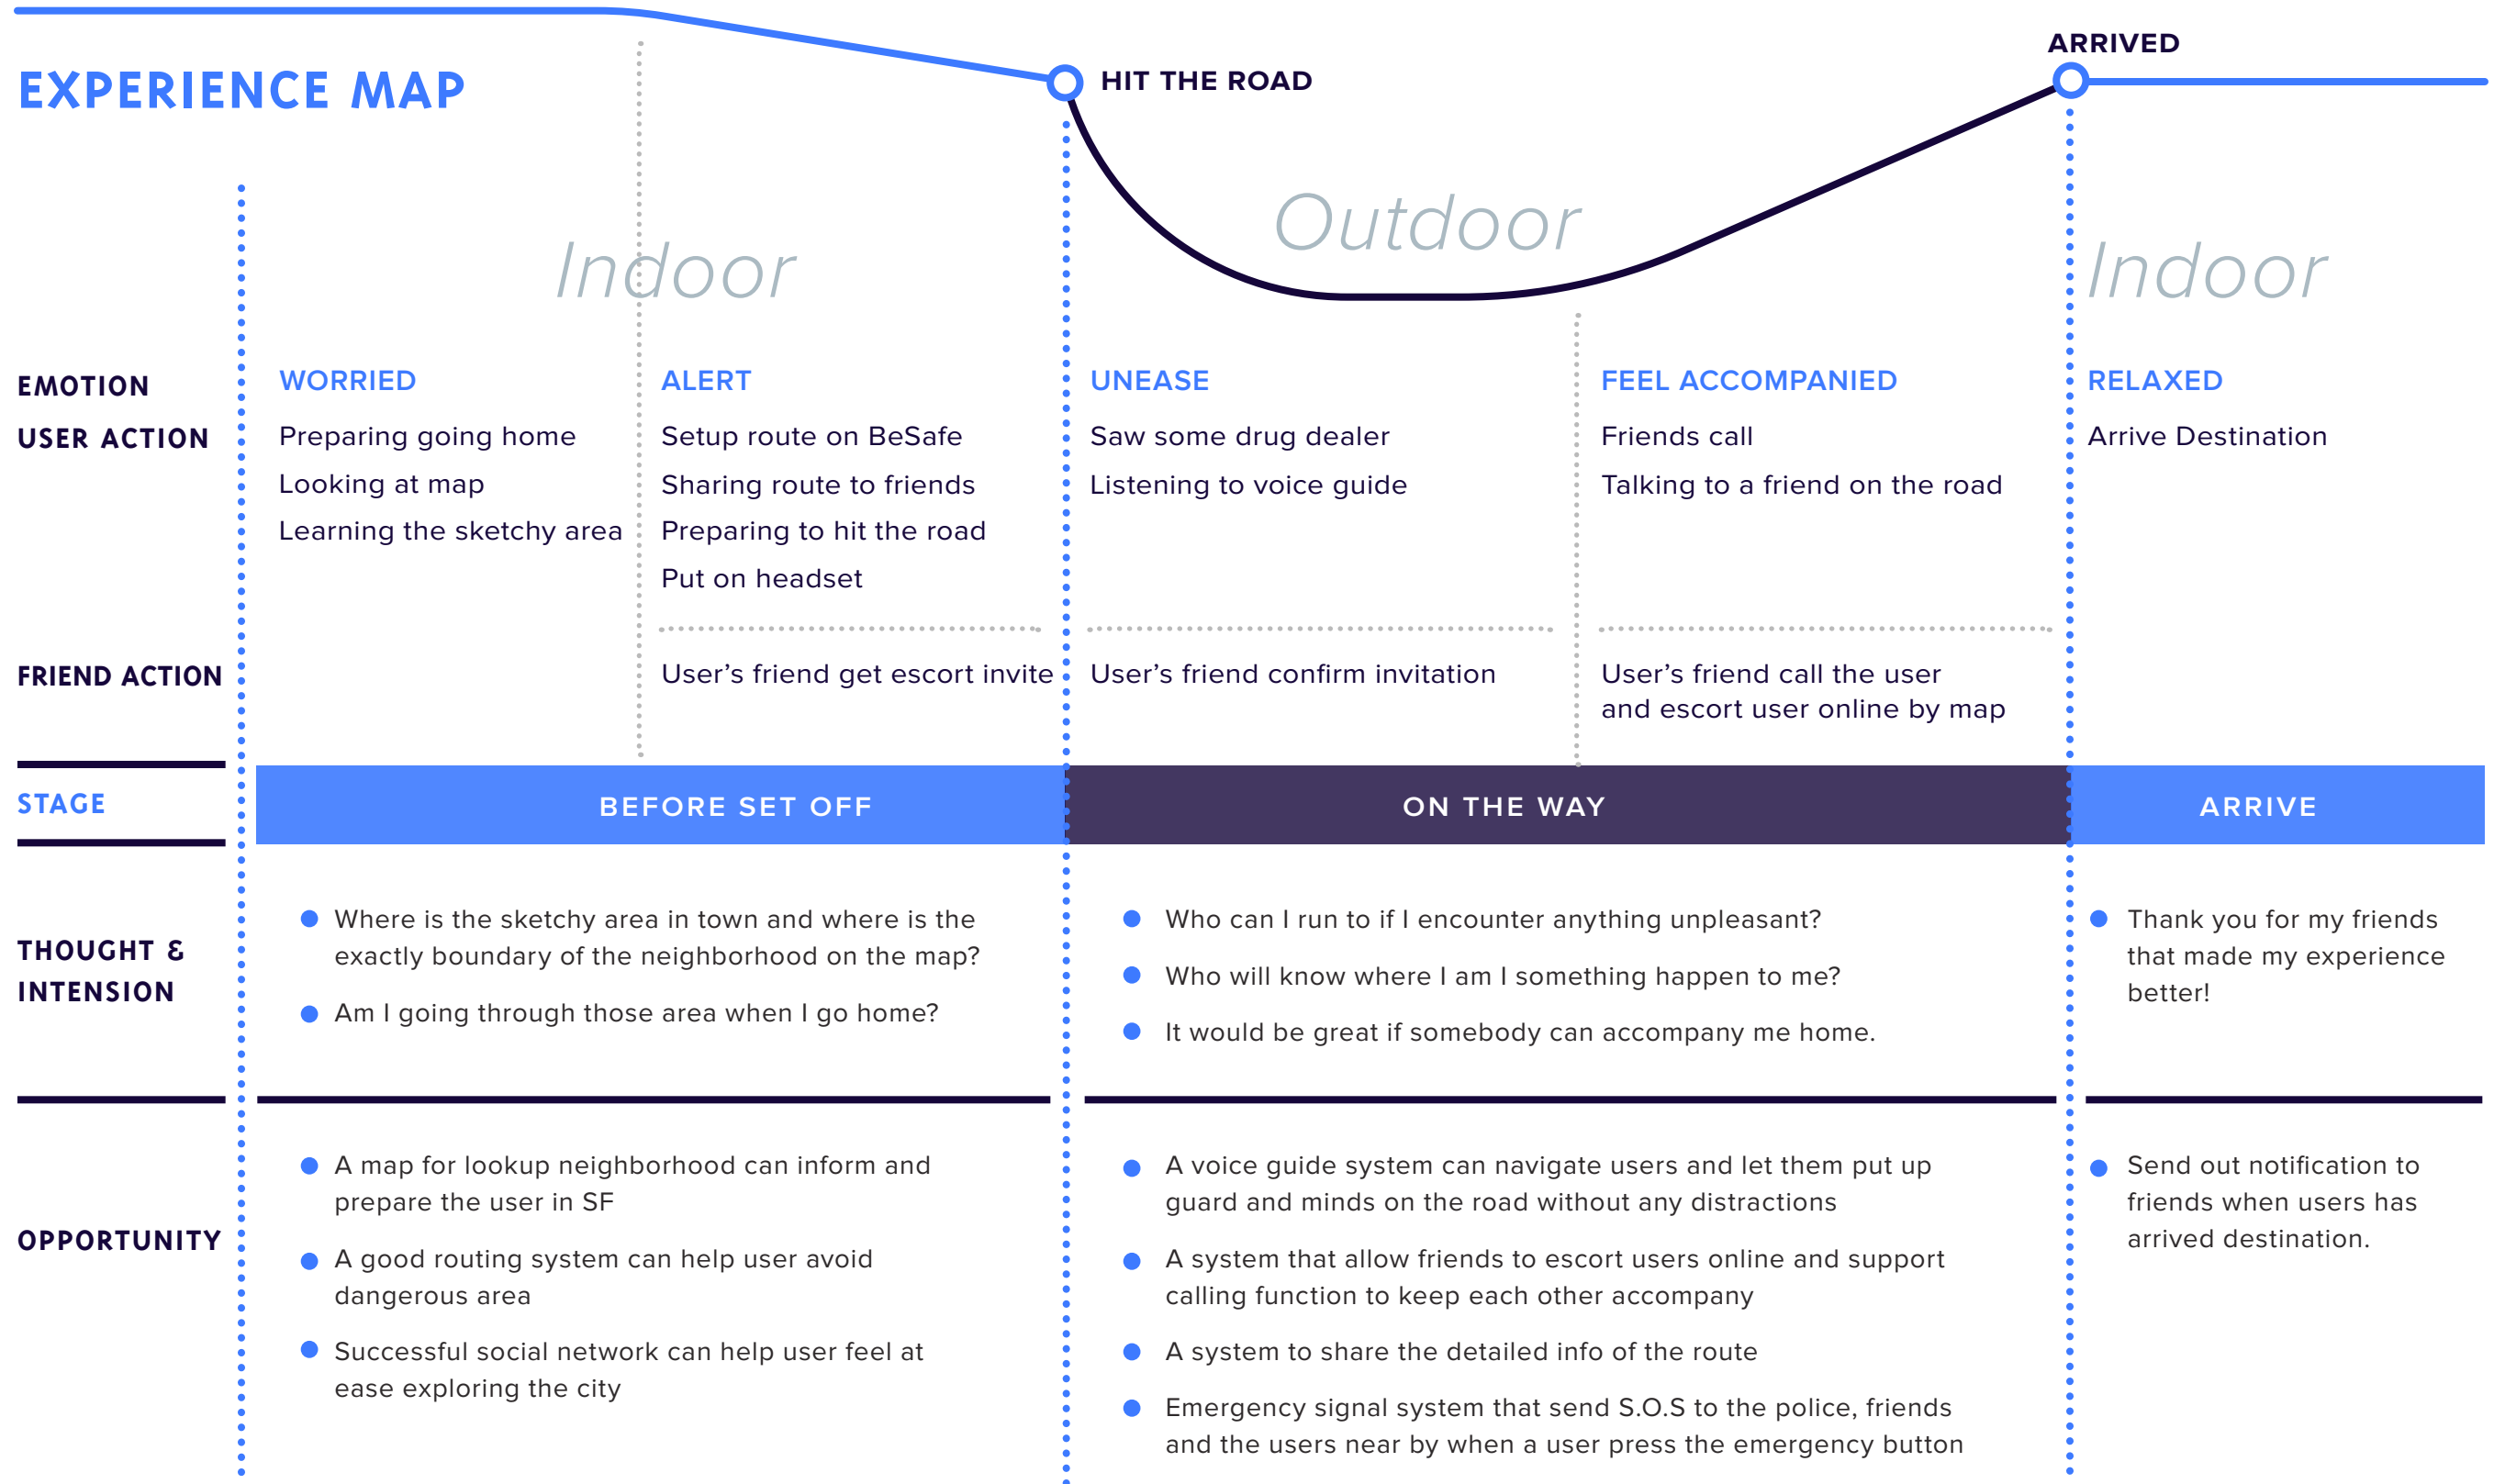 EXPERIENCE MAP
HIT THE ROAD
ARRIVED
Indoor
Outdoor
Indoor
EMOTION
WORRIED
ALERT
UNEASE
FEEL ACCOMPANIED
RELAXED
USER ACTION
Preparing going home
Looking at map
Learning the sketchy area
Setup route on BeSafe
Sharing route to friends
Preparing to hit the road
Put on headset
Saw some drug dealer
Listening to voice guide
Friends call
Talking to a friend on the road
Arrive Destination
FRIEND ACTION
User’s friend get escort invite
User’s friend confirm invitation
User’s friend call the user
and escort user online by map
STAGE
BEFORE SET OFF
ON THE WAY
ARRIVE
THOUGHT &
INTENSION
Where is the sketchy area in town and where is the
exactly boundary of the neighborhood on the map?
Am I going through those area when I go home?
Who can I run to if I encounter anything unpleasant?
Who will know where I am I something happen to me?
It would be great if somebody can accompany me home.
Thank you for my friends
that made my experience
better!
OPPORTUNITY
A map for lookup neighborhood can inform and
prepare the user in SF
A good routing system can help user avoid
dangerous area
Successful social network can help user feel at
ease exploring the city
A voice guide system can navigate users and let them put up
guard and minds on the road without any distractions
A system that allow friends to escort users online and support
calling function to keep each other accompany
A system to share the detailed info of the route
Emergency signal system that send S.O.S to the police, friends
and the users near by when a user press the emergency button
Send out notification to
friends when users has
arrived destination.